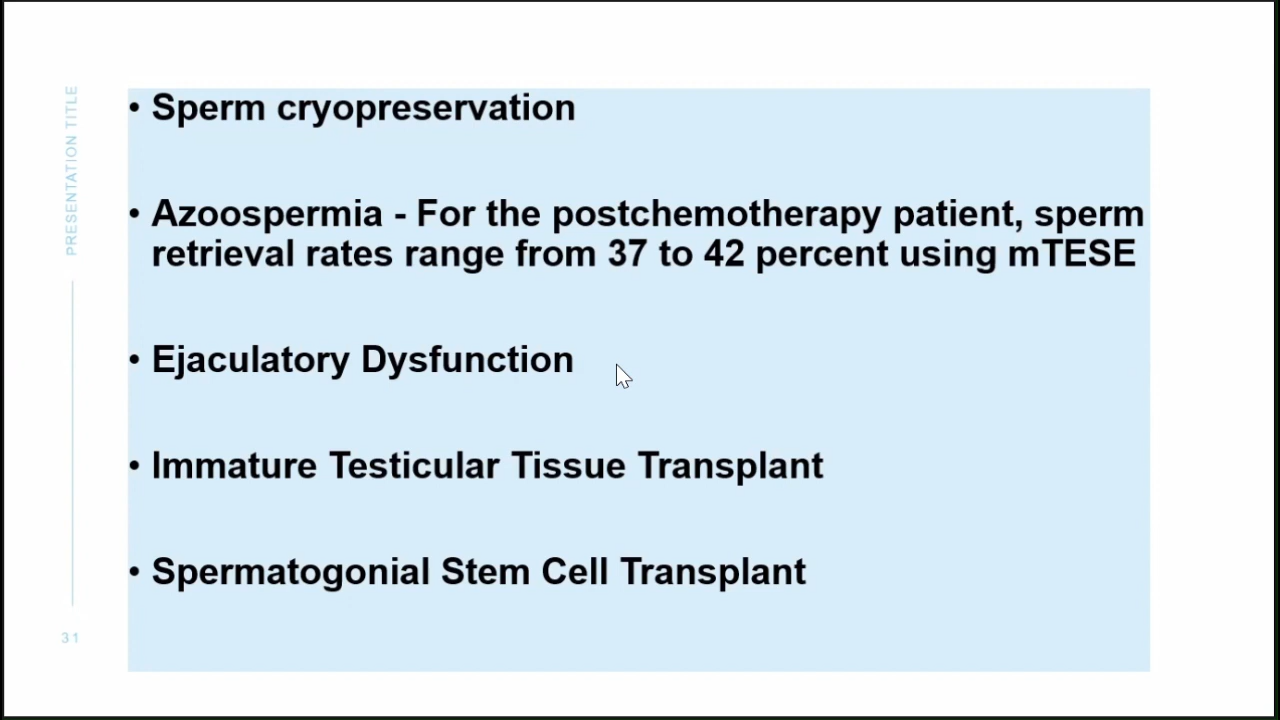 PRESENTATION TITLE
• Sperm cryopreservation
• Azoospermia - For the postchemotherapy patient, sperm
retrieval rates range from 37 to 42 percent using mTESE
• Ejaculatory Dysfunction
• Immature Testicular Tissue Transplant
• Spermatogonial Stem Cell Transplant
31